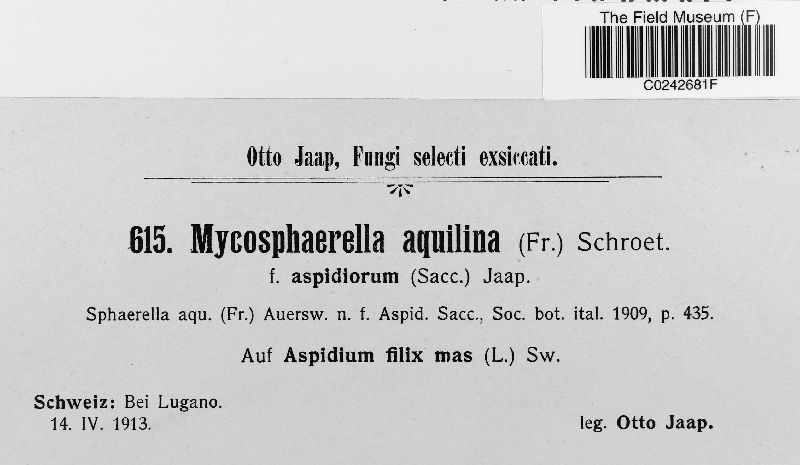 The Field Museum (F)
C0242681F
Otto Jaap, Fungi selecti exsiccati.
615. Mycosphaerella aquilina (Fr.) Schroet.
f. aspidiorum (Sacc.) Jaap.
Sphaerella aqu. (Fr.) Auersw. n. f. Aspid. Sacc., Soc. bot. ital. 1909, p. 435.
Auf Aspidium filix mas (L.) Sw.
Schweiz: Bei Lugano.
14. IV. 1913.
leg. Otto Jaap.